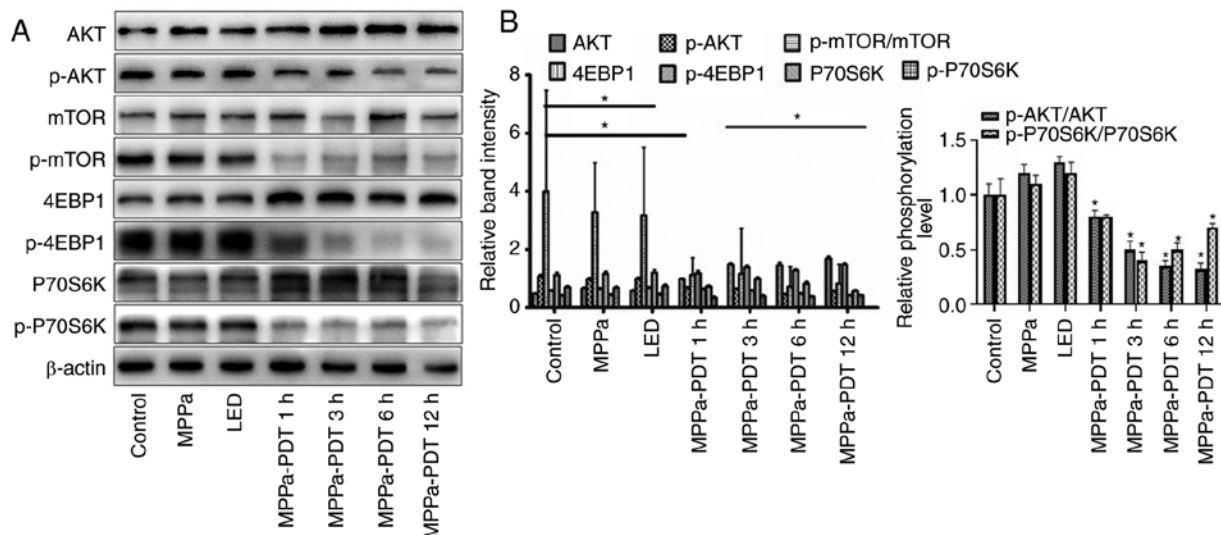 A
AKT
p-AKT
mTOR
p-mTOR
4EBP1
p-4EBP1
P70S6K
p-P70S6K
β-actin
Control
MPPa
LED
MPPa-PDT 1 h
MPPa-PDT 3 h
MPPa-PDT 6 h
MPPa-PDT 12 h
B
AKT p-AKT p-mTOR/mTOR
4EBP1 p-4EBP1 P70S6K p-P70S6K
Relative band intensity
8
6
4
2
0
*
*
*
Control
MPPa
LED
MPPa-PDT 1 h
MPPa-PDT 3 h
MPPa-PDT 6 h
MPPa-PDT 12 h
p-AKT/AKT
p-P70S6K/P70S6K
Relative phosphorylation
level
1.5
1.0
0.5
0.0
* * * * * * *
Control
MPPa
LED
MPPa-PDT 1 h
MPPa-PDT 3 h
MPPa-PDT 6 h
MPPa-PDT 12 h